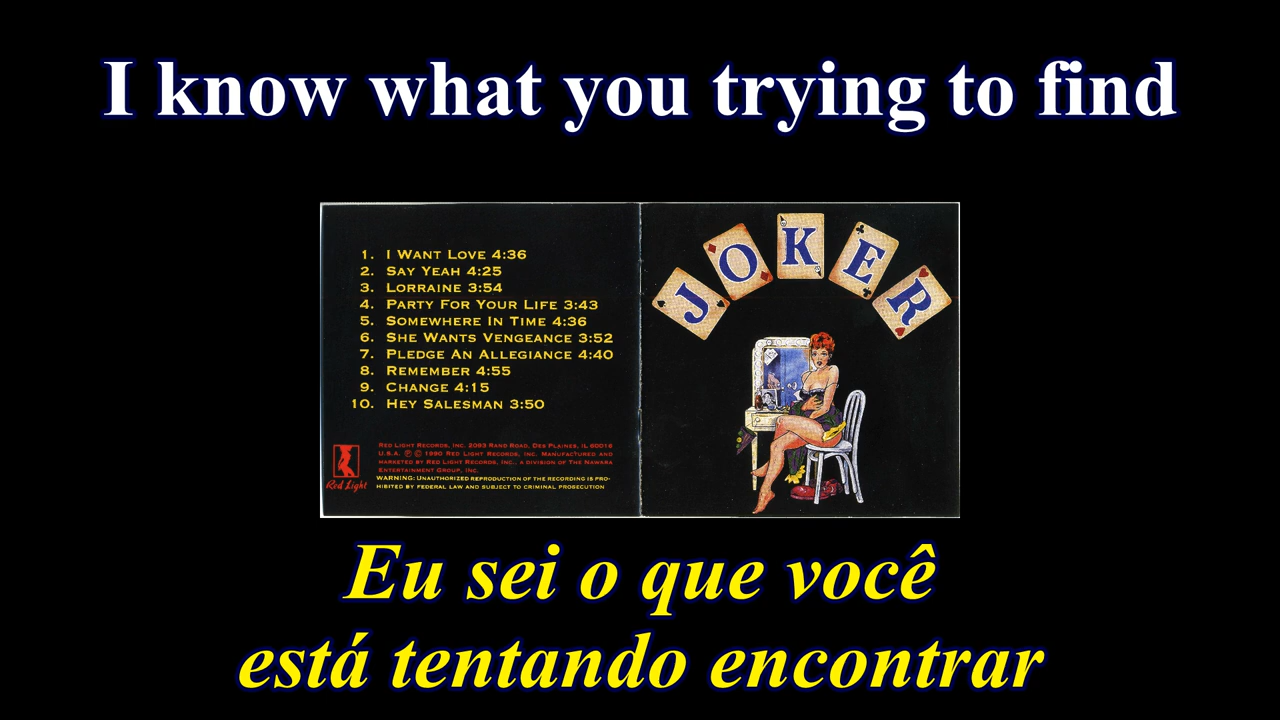 I know what you trying to find
1. I Want Love 4:36
2. Say Yeah 4:25
3. Lorraine 3:54
4. Party For Your Life 3:43
5. Somewhere In Time 4:36
6. She Wants Vengeance 3:52
7. Pledge An Allegiance 4:40
8. Remember 4:55
9. Change 4:15
10. Hey Salesman 3:50
Red Light Records, Inc. 2093 Rand Road, Des Plaines, IL 60016
U.S.A. Ⓟ © 1990 Red Light Records, Inc. Manufactured and
marketed by Red Light Records, Inc., a division of The Nawara
Entertainment Group, Inc.
WARNING: Unauthorized reproduction of the recording is pro-
hibited by federal law and subject to criminal prosecution
Red Light
JOKER
Eu sei o que você
está tentando encontrar